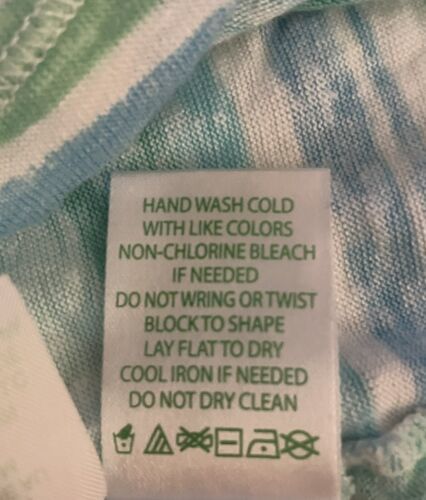 HAND WASH COLD
WITH LIKE COLORS
NON-CHLORINE BLEACH
IF NEEDED
DO NOT WRING OR TWIST
BLOCK TO SHAPE
LAY FLAT TO DRY
COOL IRON IF NEEDED
DO NOT DRY CLEAN